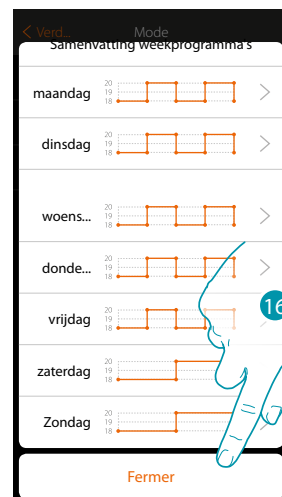 < Verd... Mode
Samenvatting weekprogramma's
maandag 20 19 18
dinsdag 20 19 18
woens... 20 19 18
donde... 20 19 18
vrijdag 20 19 18
16
zaterdag 20 19 18
Zondag 20 19 18
Fermer